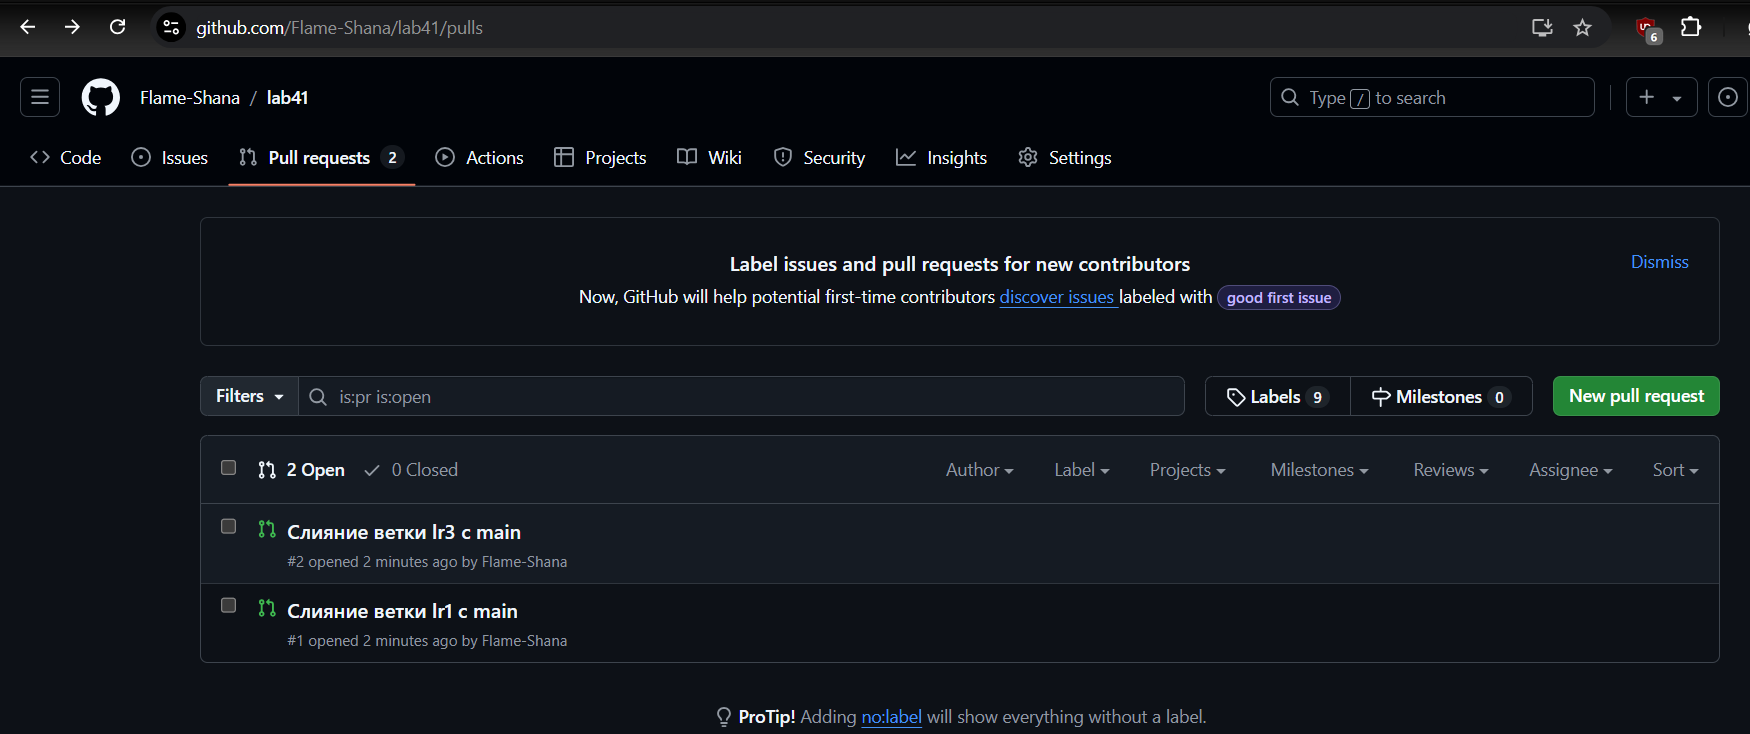 github.com/Flame-Shana/lab41/pulls
6
Flame-Shana / lab41
Type / to search
Code Issues Pull requests 2 Actions Projects Wiki Security Insights Settings
Label issues and pull requests for new contributors
Dismiss
Now, GitHub will help potential first-time contributors discover issues labeled with good first issue
Filters is:pr is:open Labels 9 Milestones 0 New pull request
2 Open 0 Closed Author Label Projects Milestones Reviews Assignee Sort
Слияние ветки lr3 с main
#2 opened 2 minutes ago by Flame-Shana
Слияние ветки lr1 с main
#1 opened 2 minutes ago by Flame-Shana
ProTip! Adding no:label will show everything without a label.